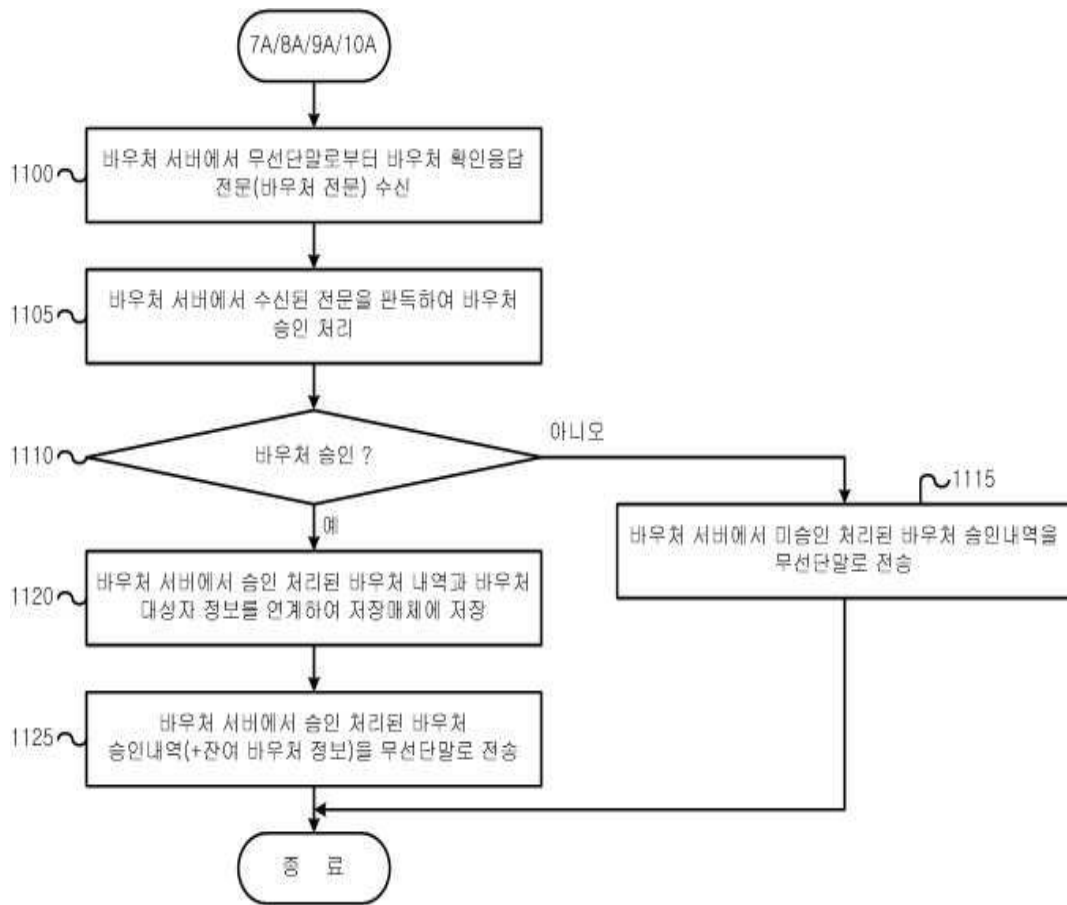 7A/8A/9A/10A
1100
바우처 서버에서 무선단말로부터 바우처 확인응답
전문(바우처 전문) 수신
1105
바우처 서버에서 수신된 전문을 판독하여 바우처
승인 처리
1110
바우처 승인 ?
아니오
예
1115
바우처 서버에서 미승인 처리된 바우처 승인내역을
무선단말로 전송
1120
바우처 서버에서 승인 처리된 바우처 내역과 바우처
대상자 정보를 연계하여 저장매체에 저장
1125
바우처 서버에서 승인 처리된 바우처
승인내역(+잔여 바우처 정보)을 무선단말로 전송
종 료